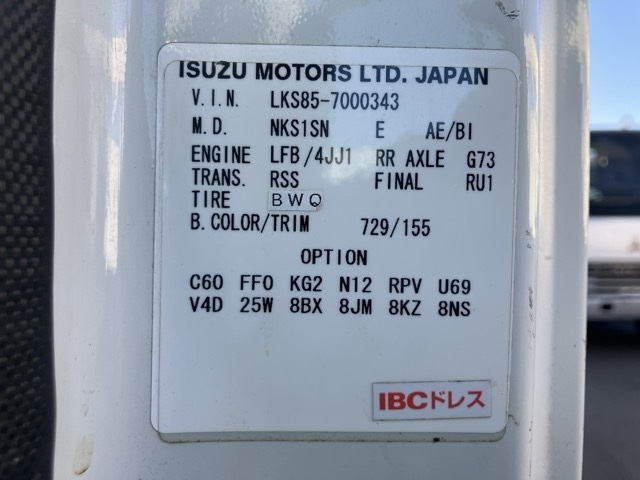 ISUZU MOTORS LTD. JAPAN
V.I.N. LKS85-7000343
M.D. NKS1SN E AE/BI
ENGINE LFB/4JJ1 RR AXLE G73
TRANS. RSS FINAL RU1
TIRE BWQ
B.COLOR/TRIM 729/155
OPTION
C60 FF0 KG2 N12 RPV U69
V4D 25W 8BX 8JM 8KZ 8NS
IBCドレス